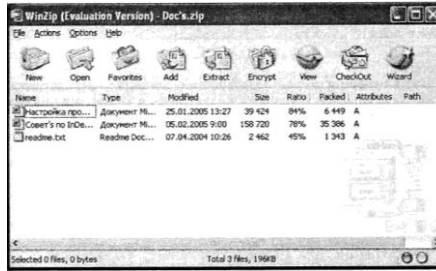 WinZip (Evaluation Version) - Doc's.zip
File Actions Options Help
New Open Favorites Add Extract Encrypt View CheckOut Wizard
Name Type Modified Size Ratio Packed Attributes Path
Настройка про... Документ Mi... 25.01.2005 13:27 39 424 84% 6 449 A
Совет's по InDe... Документ Mi... 05.02.2005 9:00 158 720 78% 35 386 A
readme.txt Readme Doc... 07.04.2004 10:26 2 462 45% 1 343 A
Selected 0 files, 0 bytes Total 3 files, 196KB